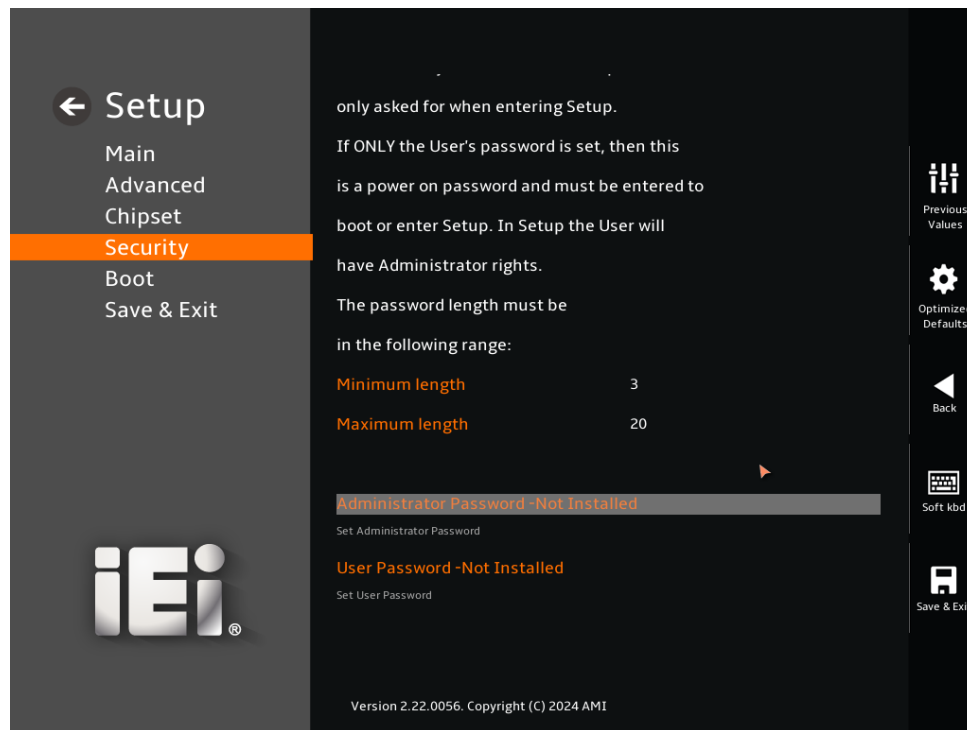 Setup
Main
Advanced
Chipset
Security
Boot
Save & Exit
only asked for when entering Setup.
If ONLY the User's password is set, then this
is a power on password and must be entered to
boot or enter Setup. In Setup the User will
have Administrator rights.
The password length must be
in the following range:
Minimum length 3
Maximum length 20
Administrator Password -Not Installed
Set Administrator Password
User Password -Not Installed
Set User Password
Version 2.22.0056. Copyright (C) 2024 AMI
Previous
Values
Optimize
Defaults
Back
Soft kbd
Save & Exi
iEi®